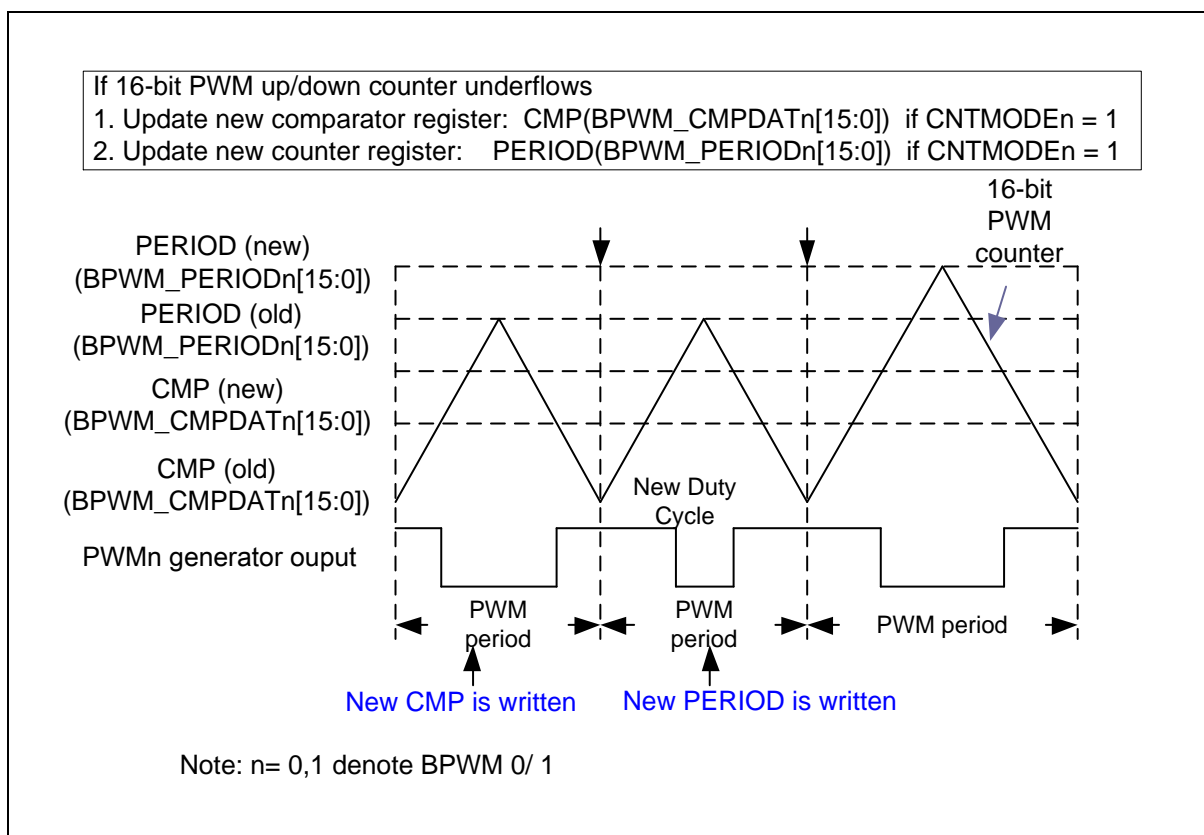 If 16-bit PWM up/down counter underflows
1. Update new comparator register: CMP(BPWM_CMPDATn[15:0]) if CNTMODEn = 1
2. Update new counter register: PERIOD(BPWM_PERIODn[15:0]) if CNTMODEn = 1
16-bit
PWM
counter
PERIOD (new)
(BPWM_PERIODn[15:0])
PERIOD (old)
(BPWM_PERIODn[15:0])
CMP (new)
(BPWM_CMPDATn[15:0])
CMP (old)
(BPWM_CMPDATn[15:0])
New Duty
Cycle
PWMn generator ouput
PWM
period
PWM
period
PWM period
New CMP is written
New PERIOD is written
Note: n= 0,1 denote BPWM 0/ 1